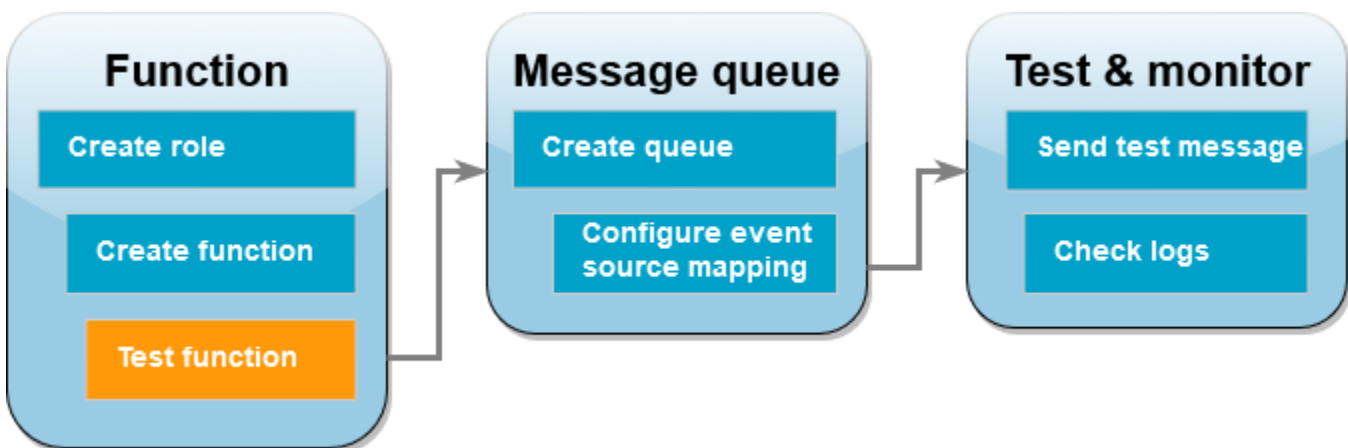 Function
Create role
Create function
Test function
Message queue
Create queue
Configure event
source mapping
Test & monitor
Send test message
Check logs